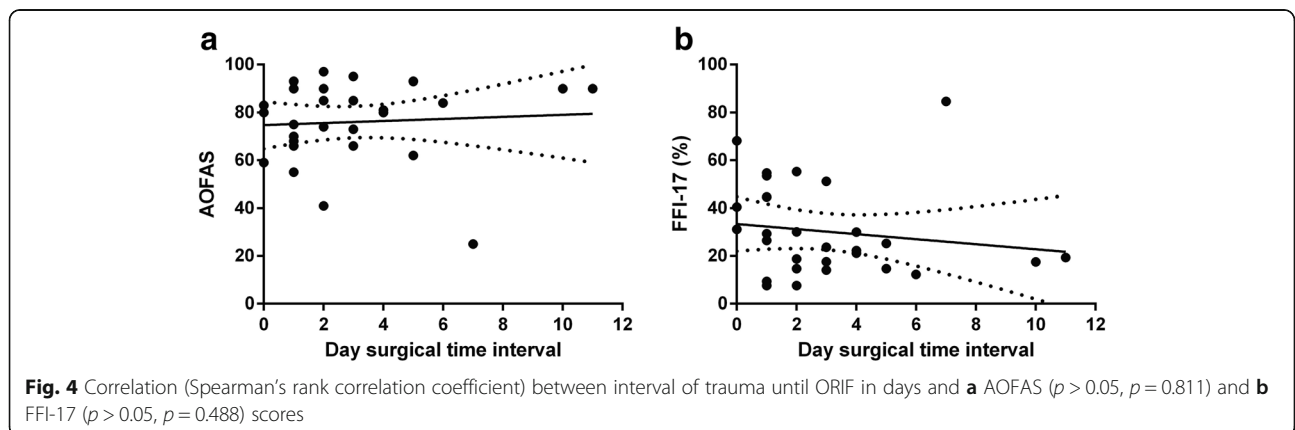 a
100
80
60
40
20
0
AOFAS
0 2 4 6 8 10 12
Day surgical time interval
b
100
80
60
40
20
0
FFI-17 (%)
0 2 4 6 8 10 12
Day surgical time interval
Fig. 4 Correlation (Spearman's rank correlation coefficient) between interval of trauma until ORIF in days and a AOFAS (p > 0.05, p = 0.811) and b
FFI-17 (p > 0.05, p = 0.488) scores